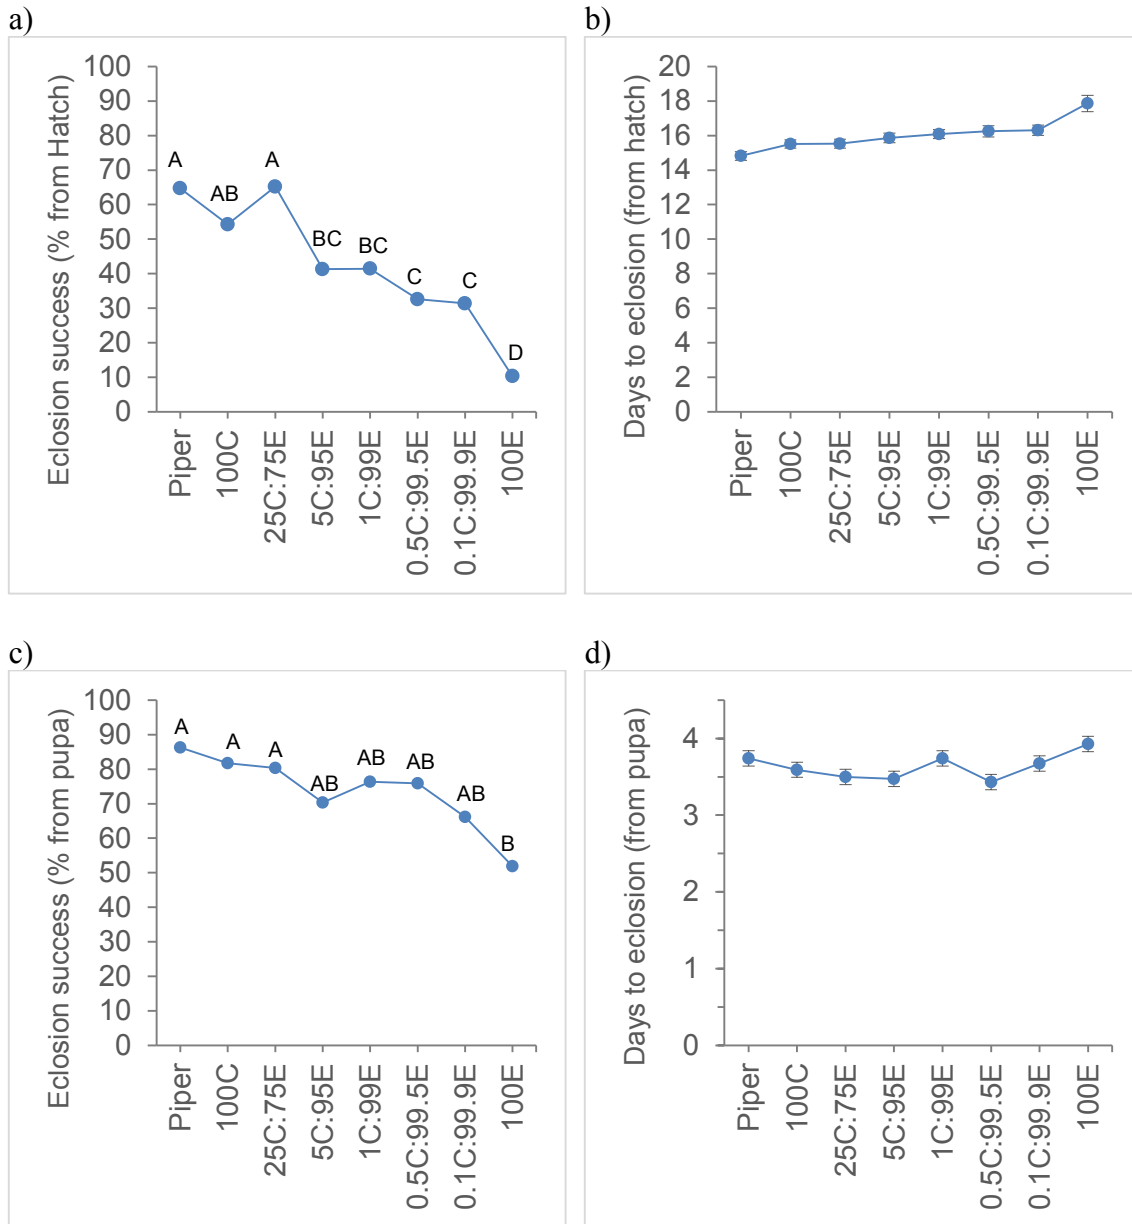 a)
Eclosion success (% from Hatch)
100
90
80
70
60
50
40
30
20
10
0
A
AB
A
BC
BC
C
C
D
Piper
100C
25C:75E
5C:95E
1C:99E
0.5C:99.5E
0.1C:99.9E
100E
b)
Days to eclosion (from hatch)
20
18
16
14
12
10
8
6
4
2
0
Piper
100C
25C:75E
5C:95E
1C:99E
0.5C:99.5E
0.1C:99.9E
100E
c)
Eclosion success (% from pupa)
100
90
80
70
60
50
40
30
20
10
0
A
A
A
AB
AB
AB
AB
B
Piper
100C
25C:75E
5C:95E
1C:99E
0.5C:99.5E
0.1C:99.9E
100E
d)
Days to eclosion (from pupa)
4
3
2
1
0
Piper
100C
25C:75E
5C:95E
1C:99E
0.5C:99.5E
0.1C:99.9E
100E